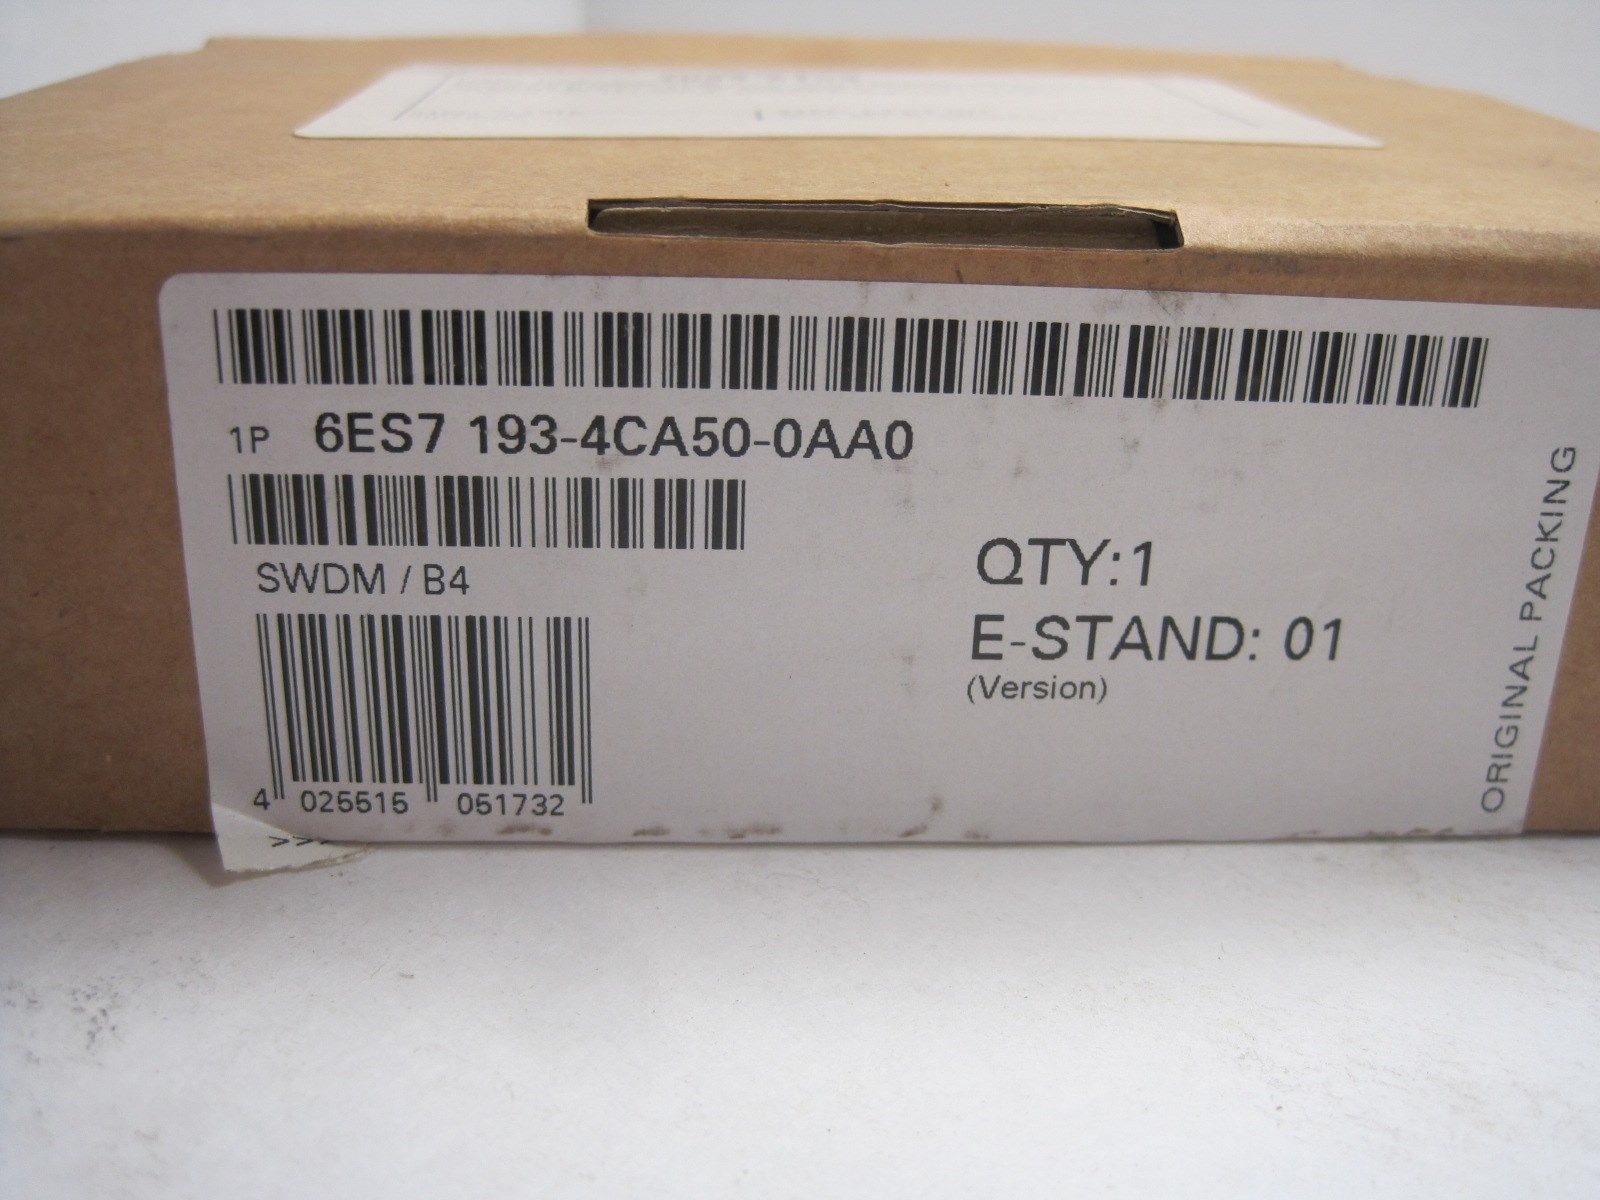 1P 6ES7 193-4CA50-0AA0
SWDM / B4
QTY:1
E-STAND: 01
(Version)
4 025515 051732
ORIGINAL PACKING
>>